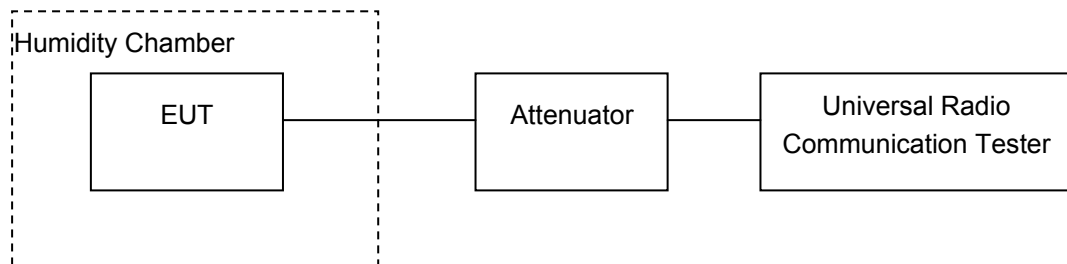 Humidity Chamber
EUT
Attenuator
Universal Radio
Communication Tester